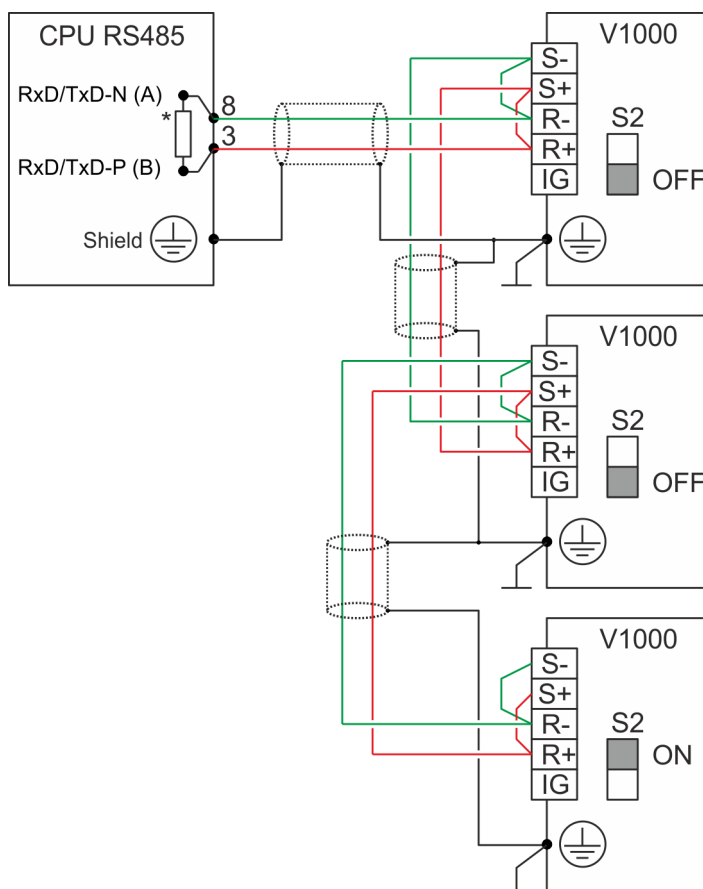 CPU RS485
RxD/TxD-N (A)
8
*
3
RxD/TxD-P (B)
Shield
V1000
S-
S+
R-
R+
IG
S2
OFF
V1000
S-
S+
R-
R+
IG
S2
OFF
V1000
S-
S+
R-
R+
IG
S2
ON